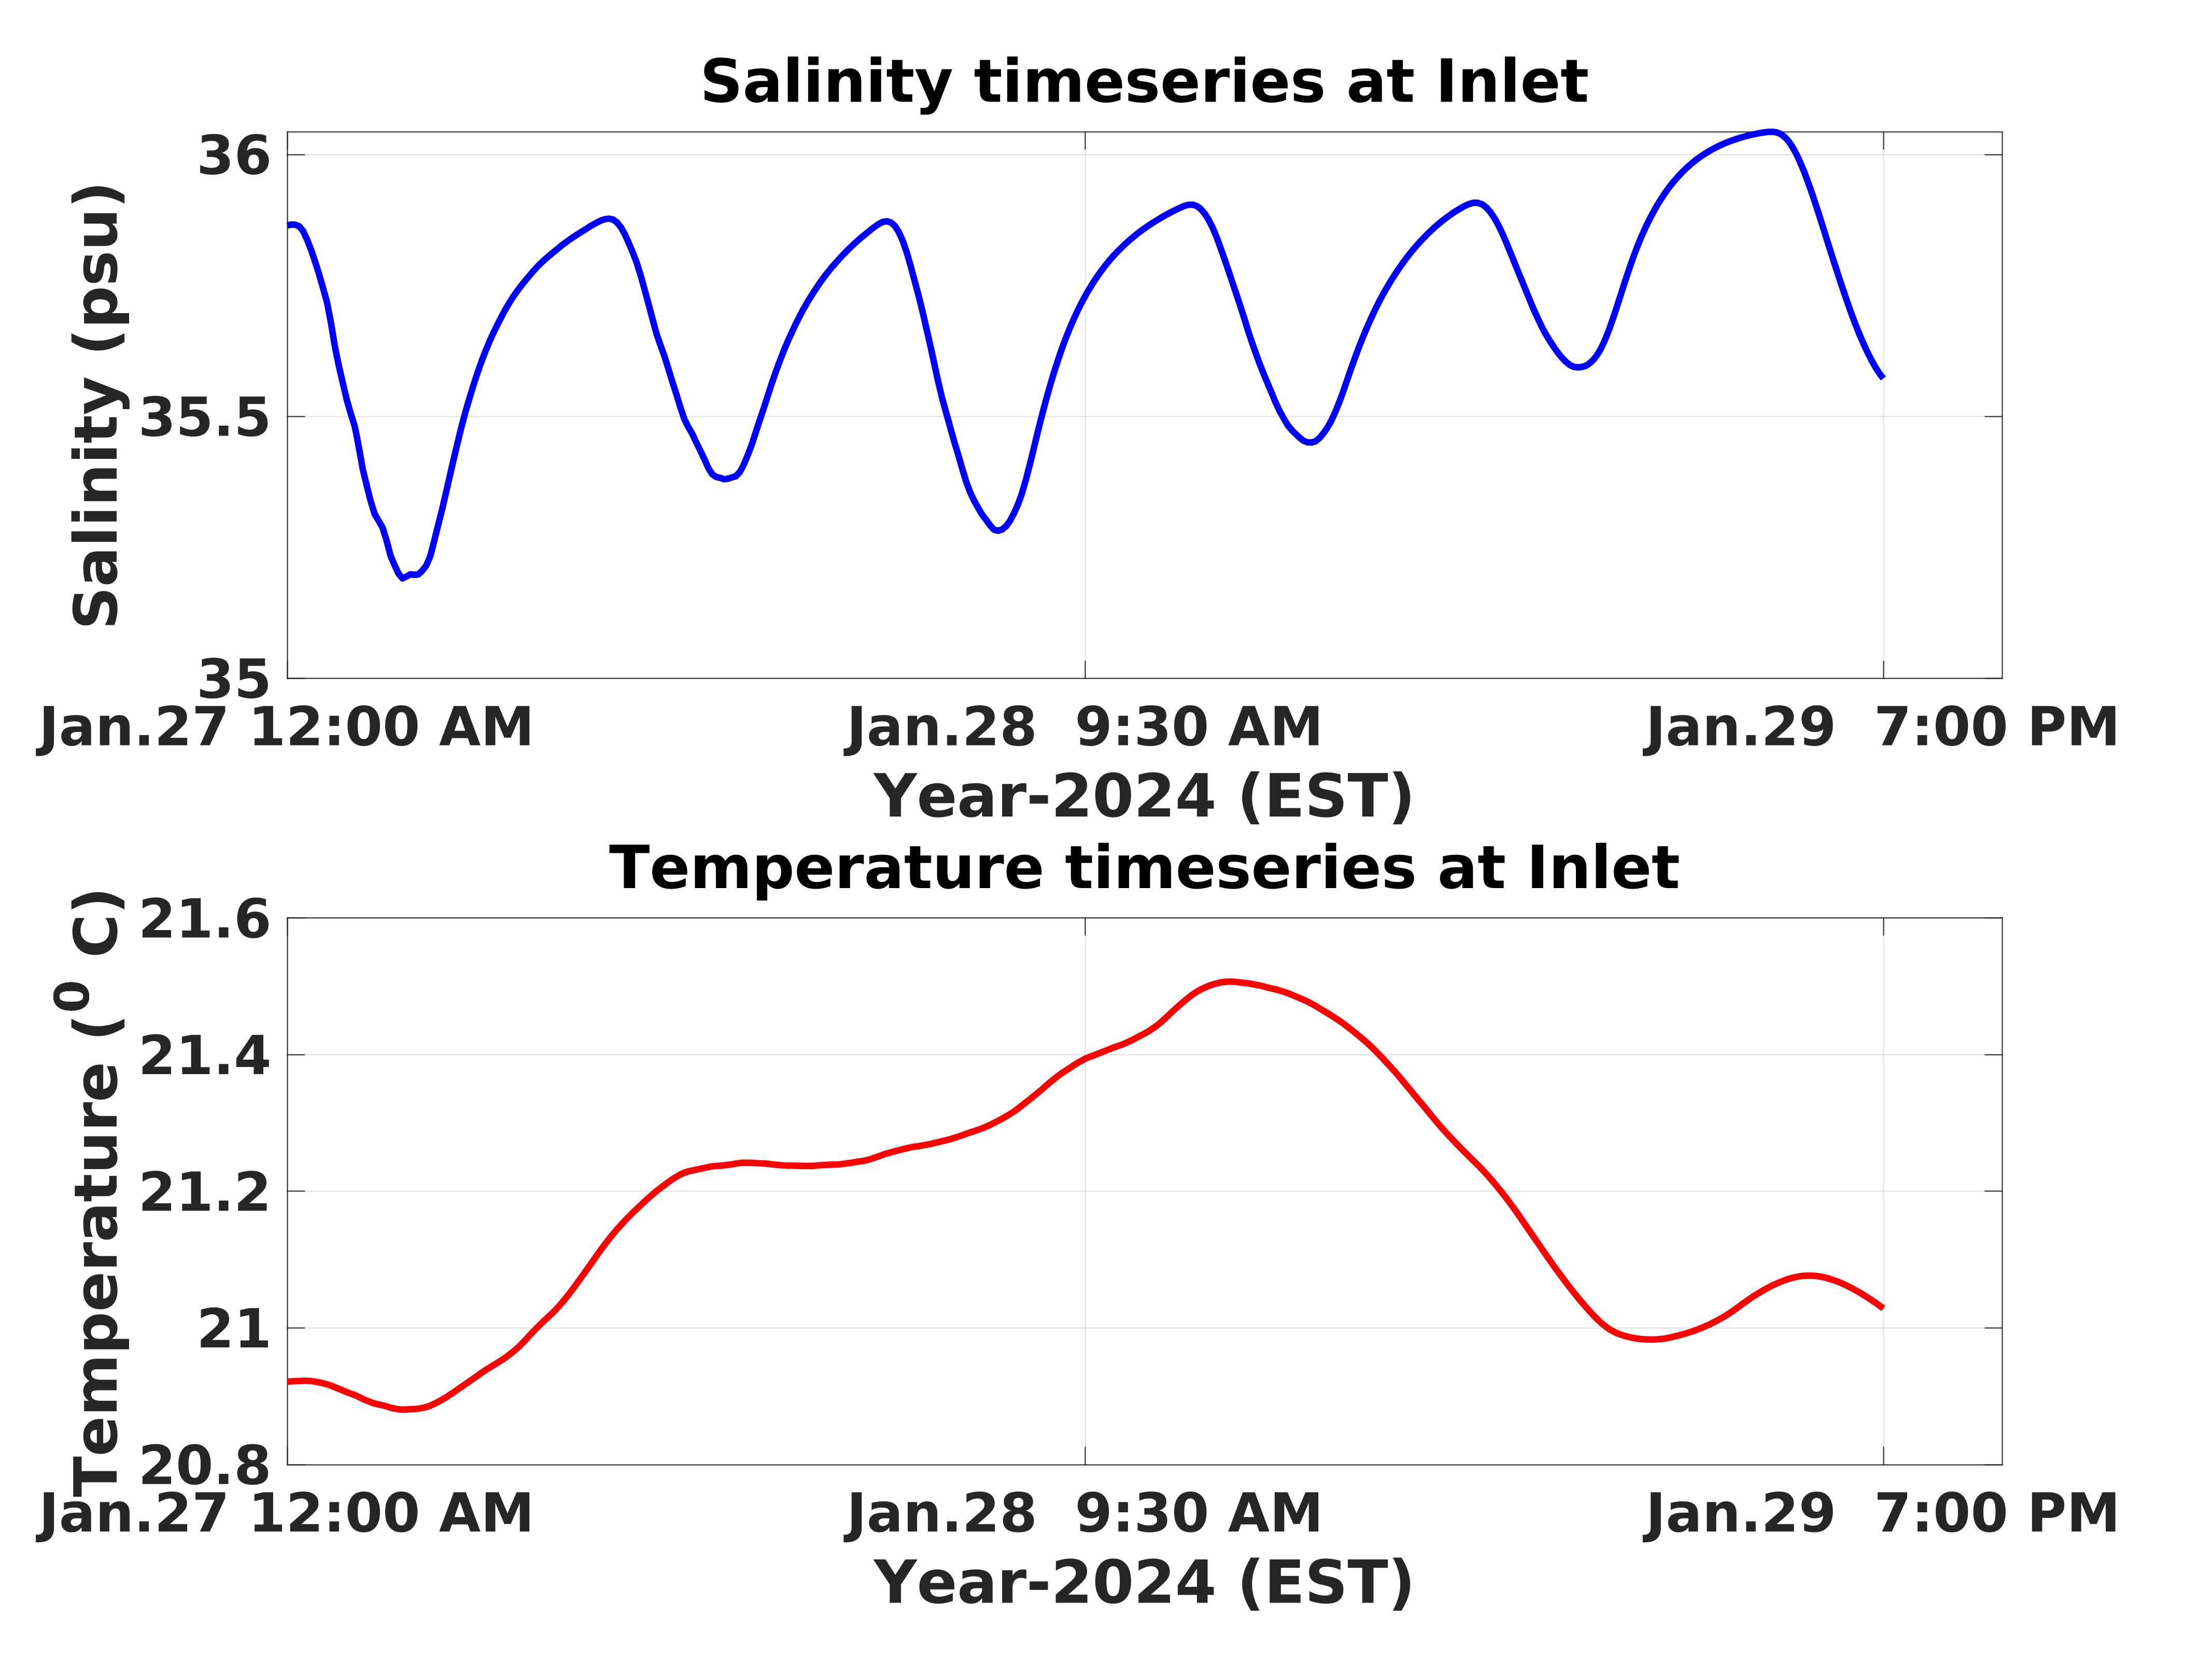 Salinity timeseries at Inlet
Salinity (psu)
36
35.5
35
Jan.27 12:00 AM
Jan.28 9:30 AM
Jan.29 7:00 PM
Year-2024 (EST)
Temperature timeseries at Inlet
Temperature (⁰ C)
21.6
21.4
21.2
21
20.8
Jan.27 12:00 AM
Jan.28 9:30 AM
Jan.29 7:00 PM
Year-2024 (EST)